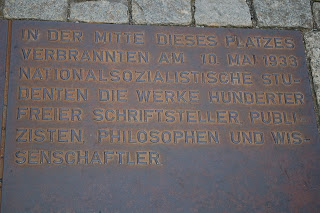 IN DER MITTE DIESES PLATZES
VERBRANNTEN AM 10. MAI 1933
NATIONALSOZIALISTISCHE STU-
DENTEN DIE WERKE HUNDERTER
FREIER SCHRIFTSTELLER, PUBLI-
ZISTEN, PHILOSOPHEN UND WIS-
SENSCHAFTLER.